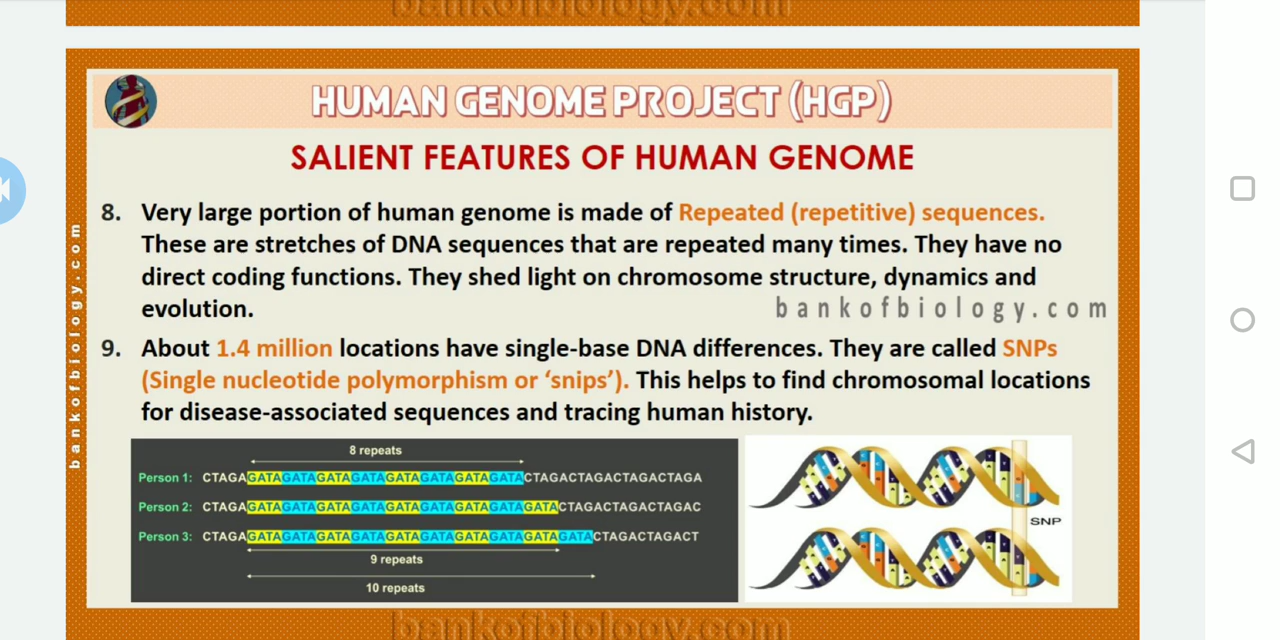 bankofbiology.com
HUMAN GENOME PROJECT (HGP)
SALIENT FEATURES OF HUMAN GENOME
8. Very large portion of human genome is made of Repeated (repetitive) sequences.
These are stretches of DNA sequences that are repeated many times. They have no
direct coding functions. They shed light on chromosome structure, dynamics and
evolution.
bankofbiology.com
9. About 1.4 million locations have single-base DNA differences. They are called SNPs
(Single nucleotide polymorphism or ‘snips’). This helps to find chromosomal locations
for disease-associated sequences and tracing human history.
bankofbiology.com
8 repeats
Person 1: CTAGAGATAGATAGATAGATAGATAGATAGATAGATACTAGACTAGACTAGACTAGA
Person 2: CTAGAGATAGATAGATAGATAGATAGATAGATAGATAGATACTAGACTAGACTAGAC
Person 3: CTAGAGATAGATAGATAGATAGATAGATAGATAGATAGATAGATACTAGACTAGACT
9 repeats
10 repeats
SNP
bankofbiology.com